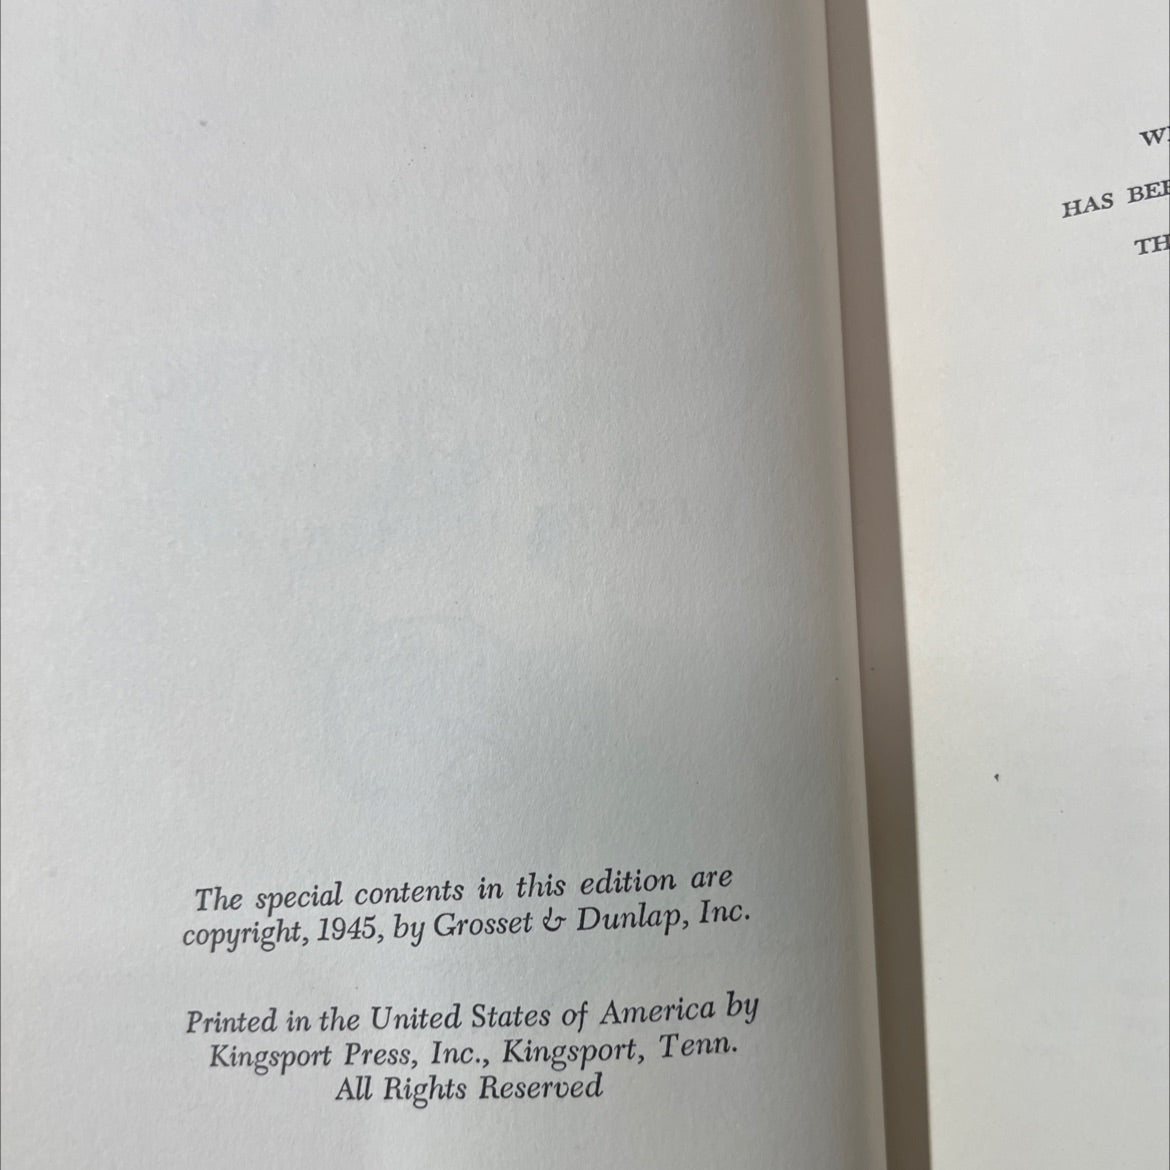 The special contents in this edition are
copyright, 1945, by Grosset & Dunlap, Inc.
Printed in the United States of America by
Kingsport Press, Inc., Kingsport, Tenn.
All Rights Reserved
HAS